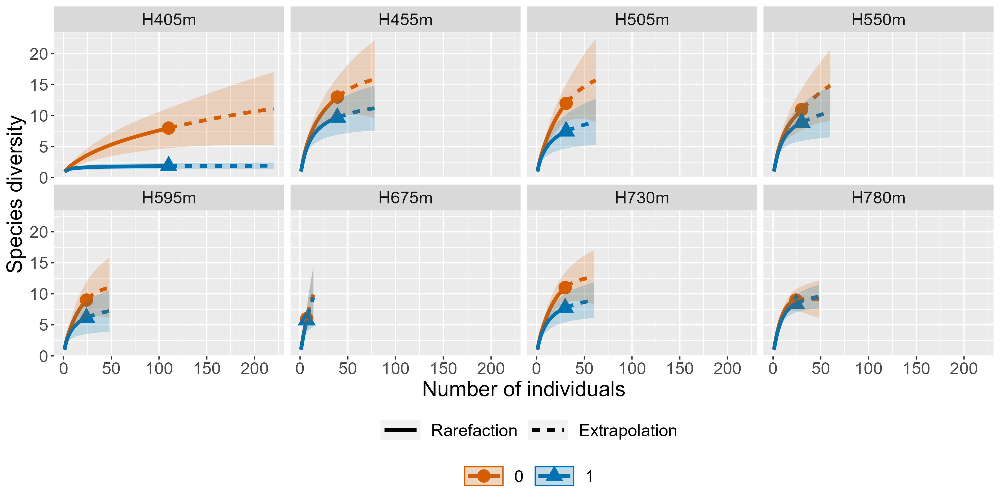 H405m H455m H505m H550m
20
15
10
5
0
Species diversity
H595m H675m H730m H780m
20
15
10
5
0
0 50 100 150 200 0 50 100 150 200 0 50 100 150 200 0 50 100 150 200
Number of individuals
Rarefaction Extrapolation
0 1